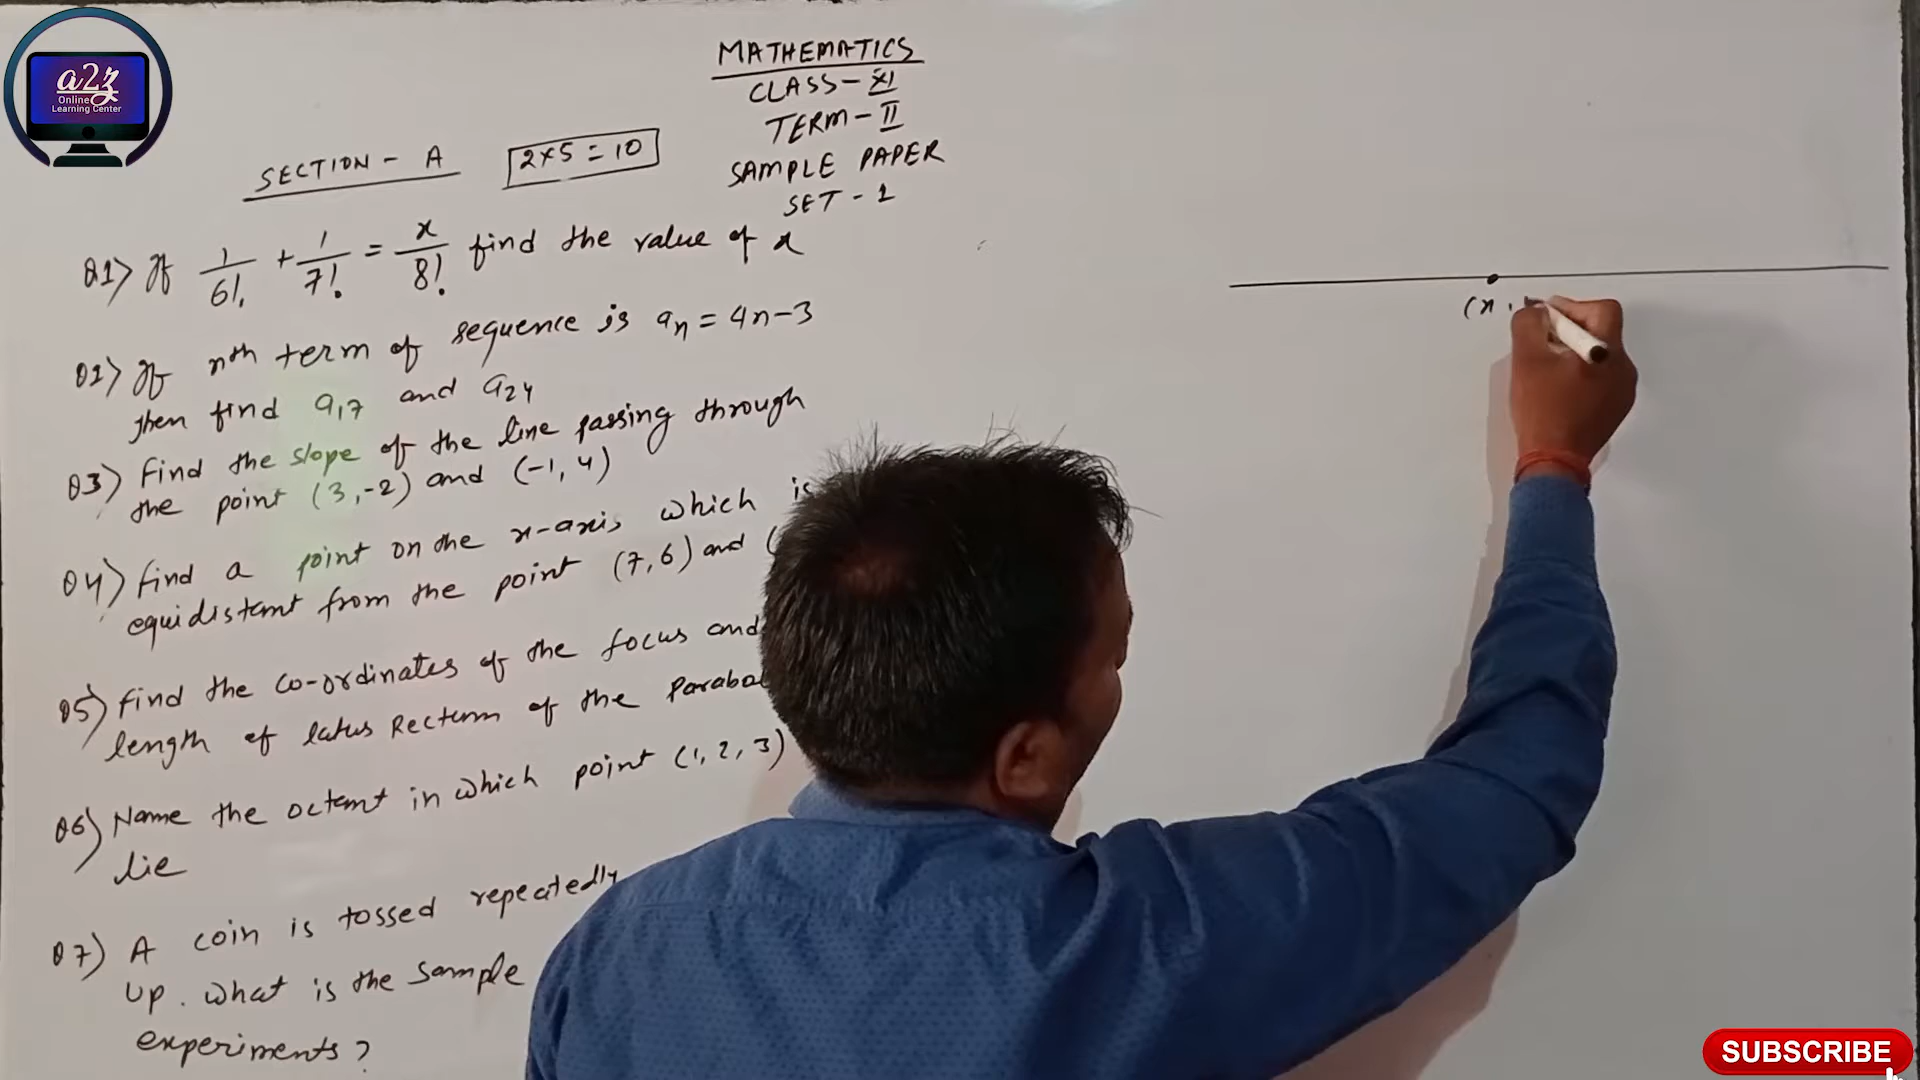 a2z
Online
Learning Center
MATHEMATICS
CLASS - XI
TERM - II
SAMPLE PAPER
SET - 1
SECTION - A
2×5 = 10
Q1) If 1/6! + 1/7! = x/8! find the value of x
Q2) If nth term of sequence is aₙ = 4n-3
then find a₁₇ and a₂₄
Q3) Find the slope of the line passing through
the point (3,-2) and (-1, 4)
Q4) find a point on the x-axis which is
equidistant from the point (7,6) and (
Q5) find the co-ordinates of the focus and
length of latus Rectum of the Parabol
Q6) Name the octant in which point (1, 2, 3)
lie
Q7) A coin is tossed repeatedly
up. what is the sample
experiments?
(x ,
SUBSCRIBE